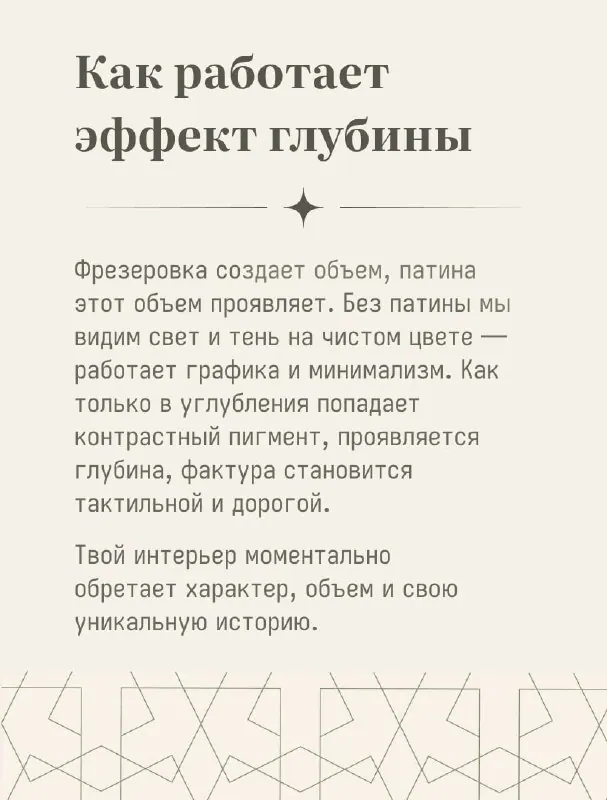 Как работает
эффект глубины
Фрезеровка создает объем, патина
этот объем проявляет. Без патины мы
видим свет и тень на чистом цвете —
работает графика и минимализм. Как
только в углубления попадает
контрастный пигмент, проявляется
глубина, фактура становится
тактильной и дорогой.
Твой интерьер моментально
обретает характер, объем и свою
уникальную историю.